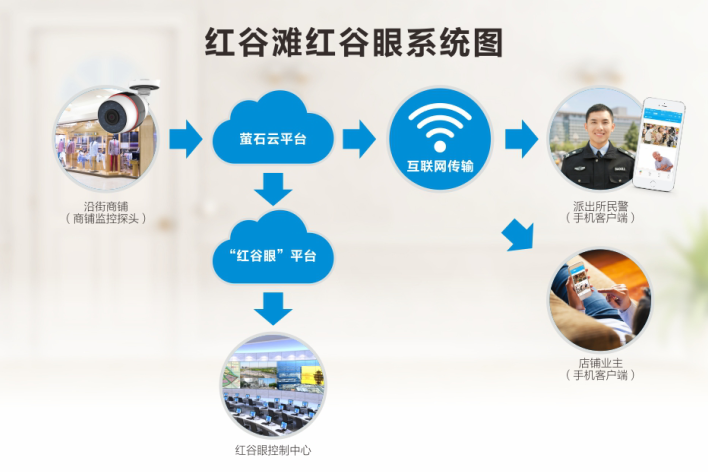 红谷滩红谷眼系统图
萤石云平台
互联网传输
沿街商铺
（商铺监控探头）
派出所民警
（手机客户端）
“红谷眼”平台
店铺业主
（手机客户端）
红谷眼控制中心